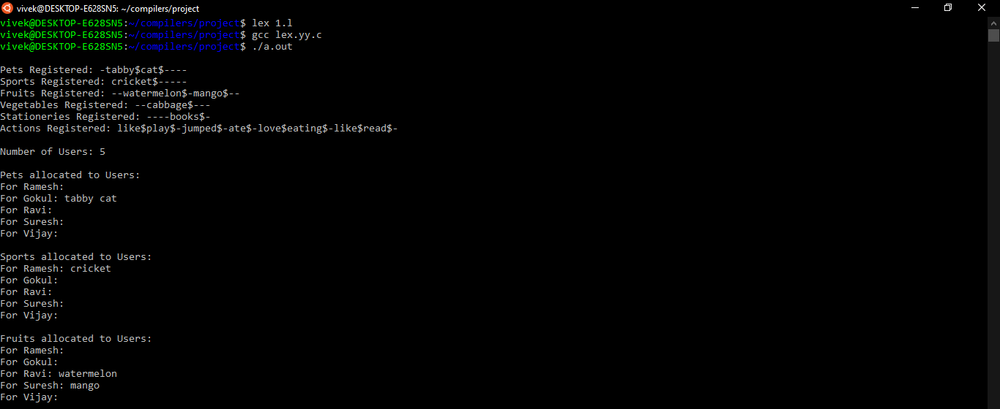 vivek@DESKTOP-E628SN5: ~/compilers/project
vivek@DESKTOP-E628SN5:~/compilers/project$ lex 1.l
vivek@DESKTOP-E628SN5:~/compilers/project$ gcc lex.yy.c
vivek@DESKTOP-E628SN5:~/compilers/project$ ./a.out
Pets Registered: -tabby$cat$----
Sports Registered: cricket$-----
Fruits Registered: --watermelon$-mango$--
Vegetables Registered: --cabbage$---
Stationeries Registered: ----books$-
Actions Registered: like$play$-jumped$-ate$-love$eating$-like$read$-
Number of Users: 5
Pets allocated to Users:
For Ramesh:
For Gokul: tabby cat
For Ravi:
For Suresh:
For Vijay:
Sports allocated to Users:
For Ramesh: cricket
For Gokul:
For Ravi:
For Suresh:
For Vijay:
Fruits allocated to Users:
For Ramesh:
For Gokul:
For Ravi: watermelon
For Suresh: mango
For Vijay: